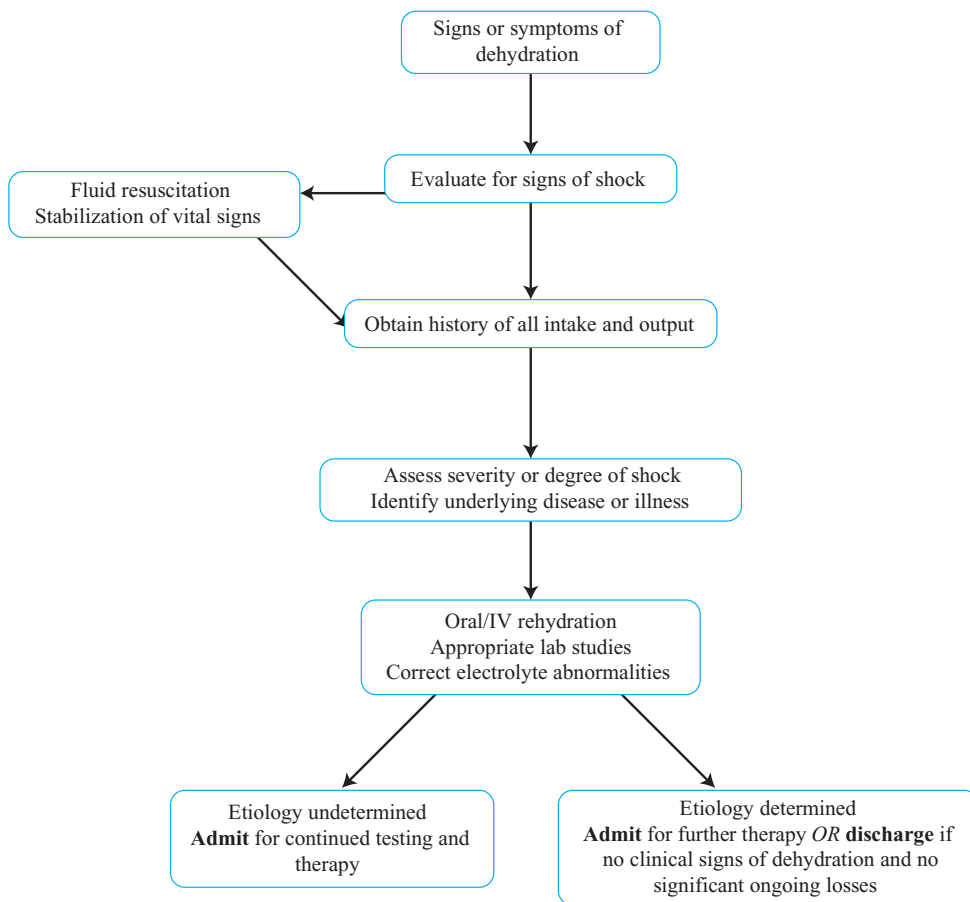 Signs or symptoms of
dehydration
Evaluate for signs of shock
Fluid resuscitation
Stabilization of vital signs
Obtain history of all intake and output
Assess severity or degree of shock
Identify underlying disease or illness
Oral/IV rehydration
Appropriate lab studies
Correct electrolyte abnormalities
Etiology undetermined
Admit for continued testing and
therapy
Etiology determined
Admit for further therapy OR discharge if
no clinical signs of dehydration and no
significant ongoing losses